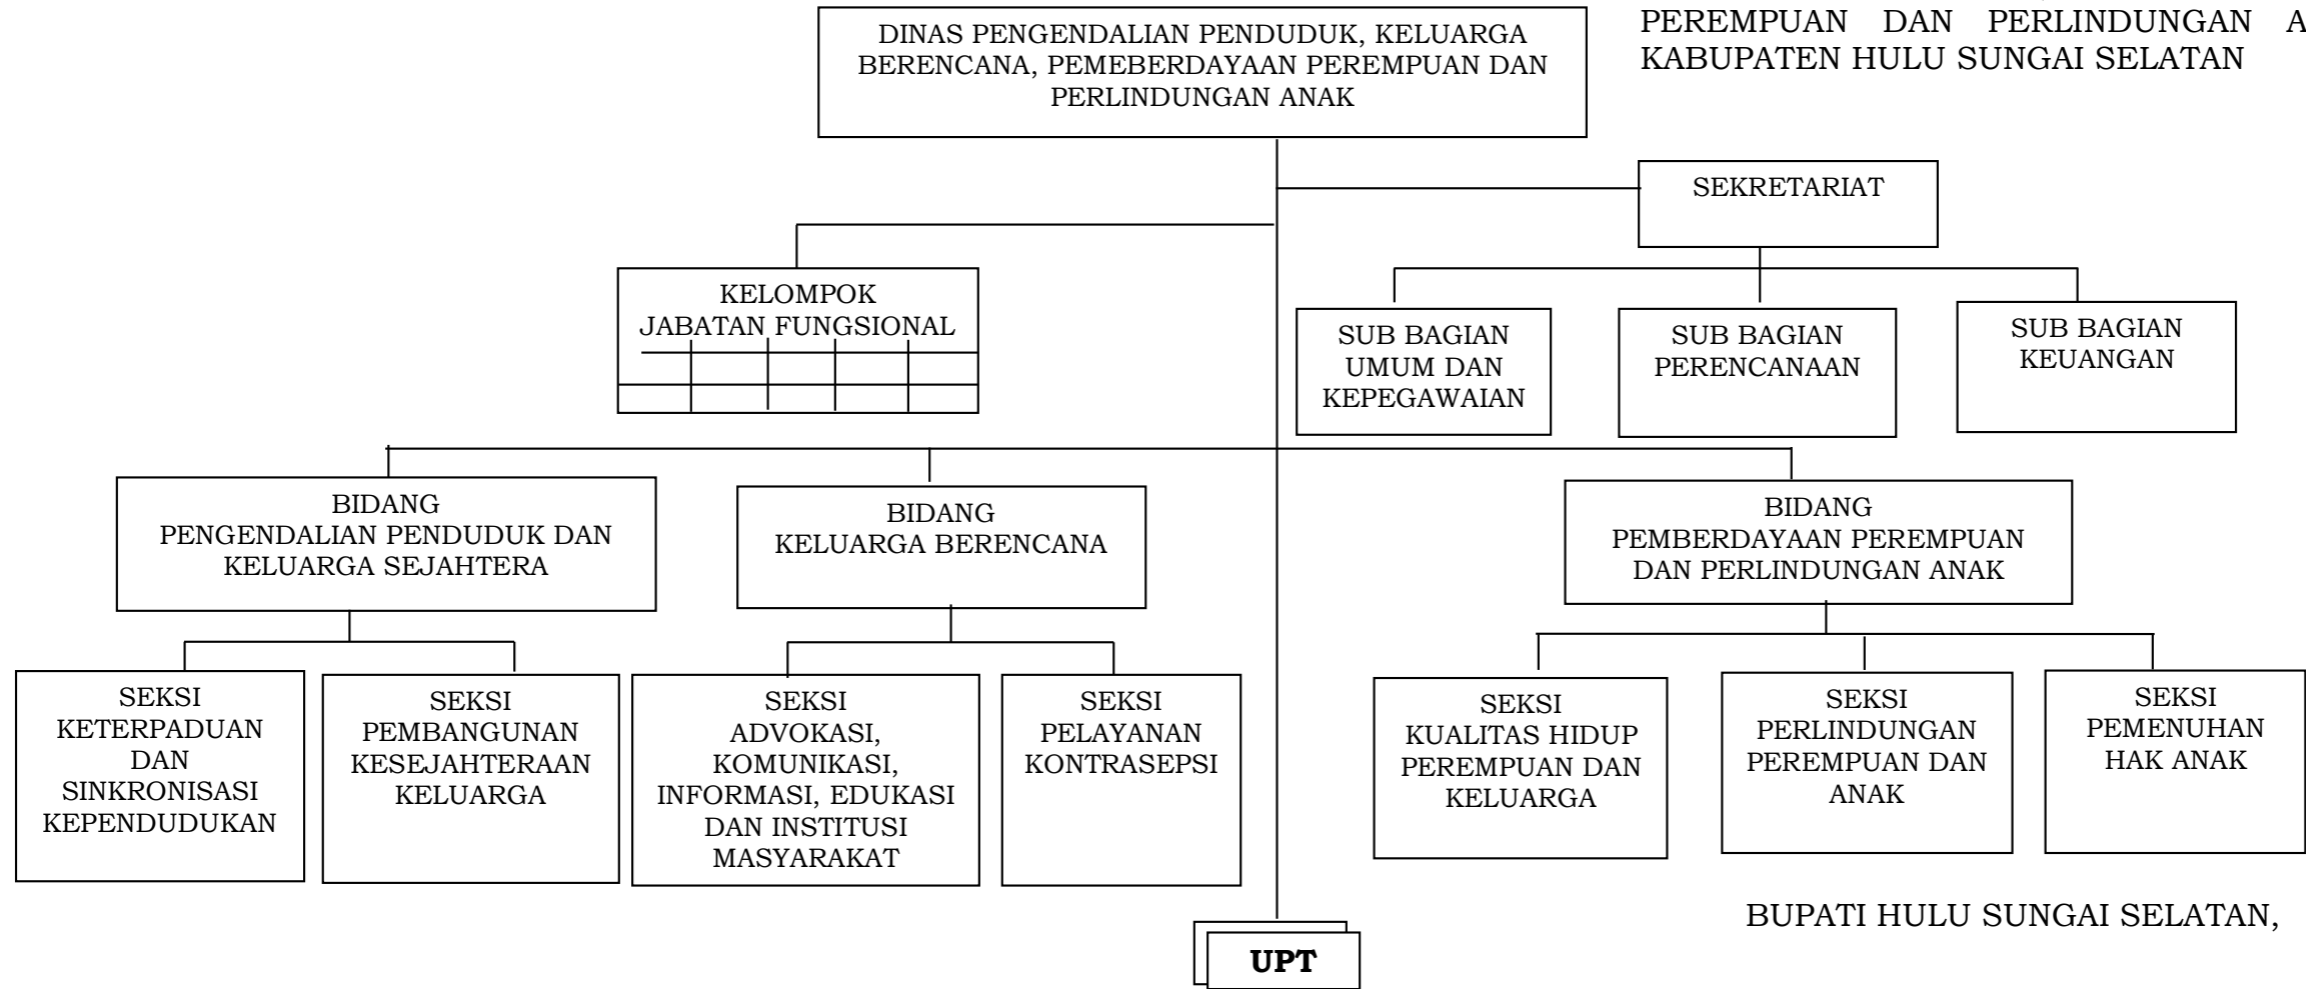 PEREMPUAN DAN PERLINDUNGAN A
KABUPATEN HULU SUNGAI SELATAN
DINAS PENGENDALIAN PENDUDUK, KELUARGA
BERENCANA, PEMEBERDAYAAN PEREMPUAN DAN
PERLINDUNGAN ANAK
SEKRETARIAT
KELOMPOK
JABATAN FUNGSIONAL
SUB BAGIAN
UMUM DAN
KEPEGAWAIAN
SUB BAGIAN
PERENCANAAN
SUB BAGIAN
KEUANGAN
BIDANG
PENGENDALIAN PENDUDUK DAN
KELUARGA SEJAHTERA
BIDANG
KELUARGA BERENCANA
BIDANG
PEMBERDAYAAN PEREMPUAN
DAN PERLINDUNGAN ANAK
SEKSI
KETERPADUAN
DAN
SINKRONISASI
KEPENDUDUKAN
SEKSI
PEMBANGUNAN
KESEJAHTERAAN
KELUARGA
SEKSI
ADVOKASI,
KOMUNIKASI,
INFORMASI, EDUKASI
DAN INSTITUSI
MASYARAKAT
SEKSI
PELAYANAN
KONTRASEPSI
SEKSI
KUALITAS HIDUP
PEREMPUAN DAN
KELUARGA
SEKSI
PERLINDUNGAN
PEREMPUAN DAN
ANAK
SEKSI
PEMENUHAN
HAK ANAK
BUPATI HULU SUNGAI SELATAN,
UPT